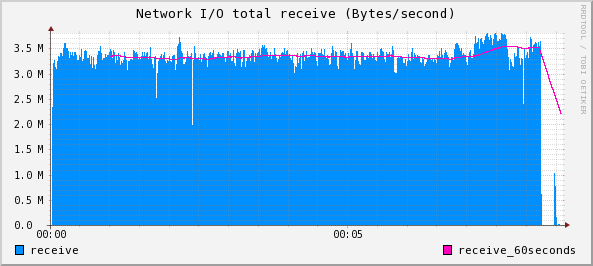 Network I/O total receive (Bytes/second)
RRDTOOL / TOBI OETIKER
3.5 M
3.0 M
2.5 M
2.0 M
1.5 M
1.0 M
0.5 M
0.0
00:00 00:05
receive receive_60seconds